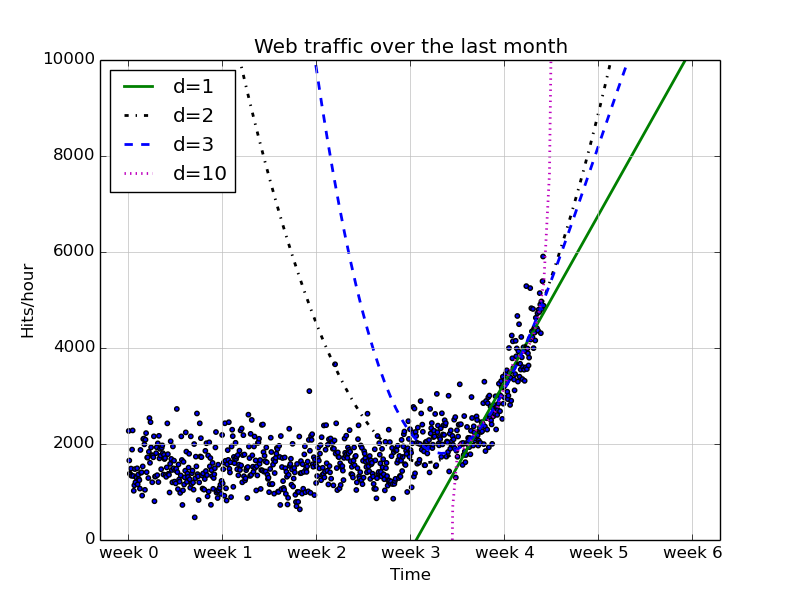 Web traffic over the last month
10000
8000
6000
4000
2000
0
Hits/hour
d=1
d=2
d=3
d=10
week 0 week 1 week 2 week 3 week 4 week 5 week 6
Time